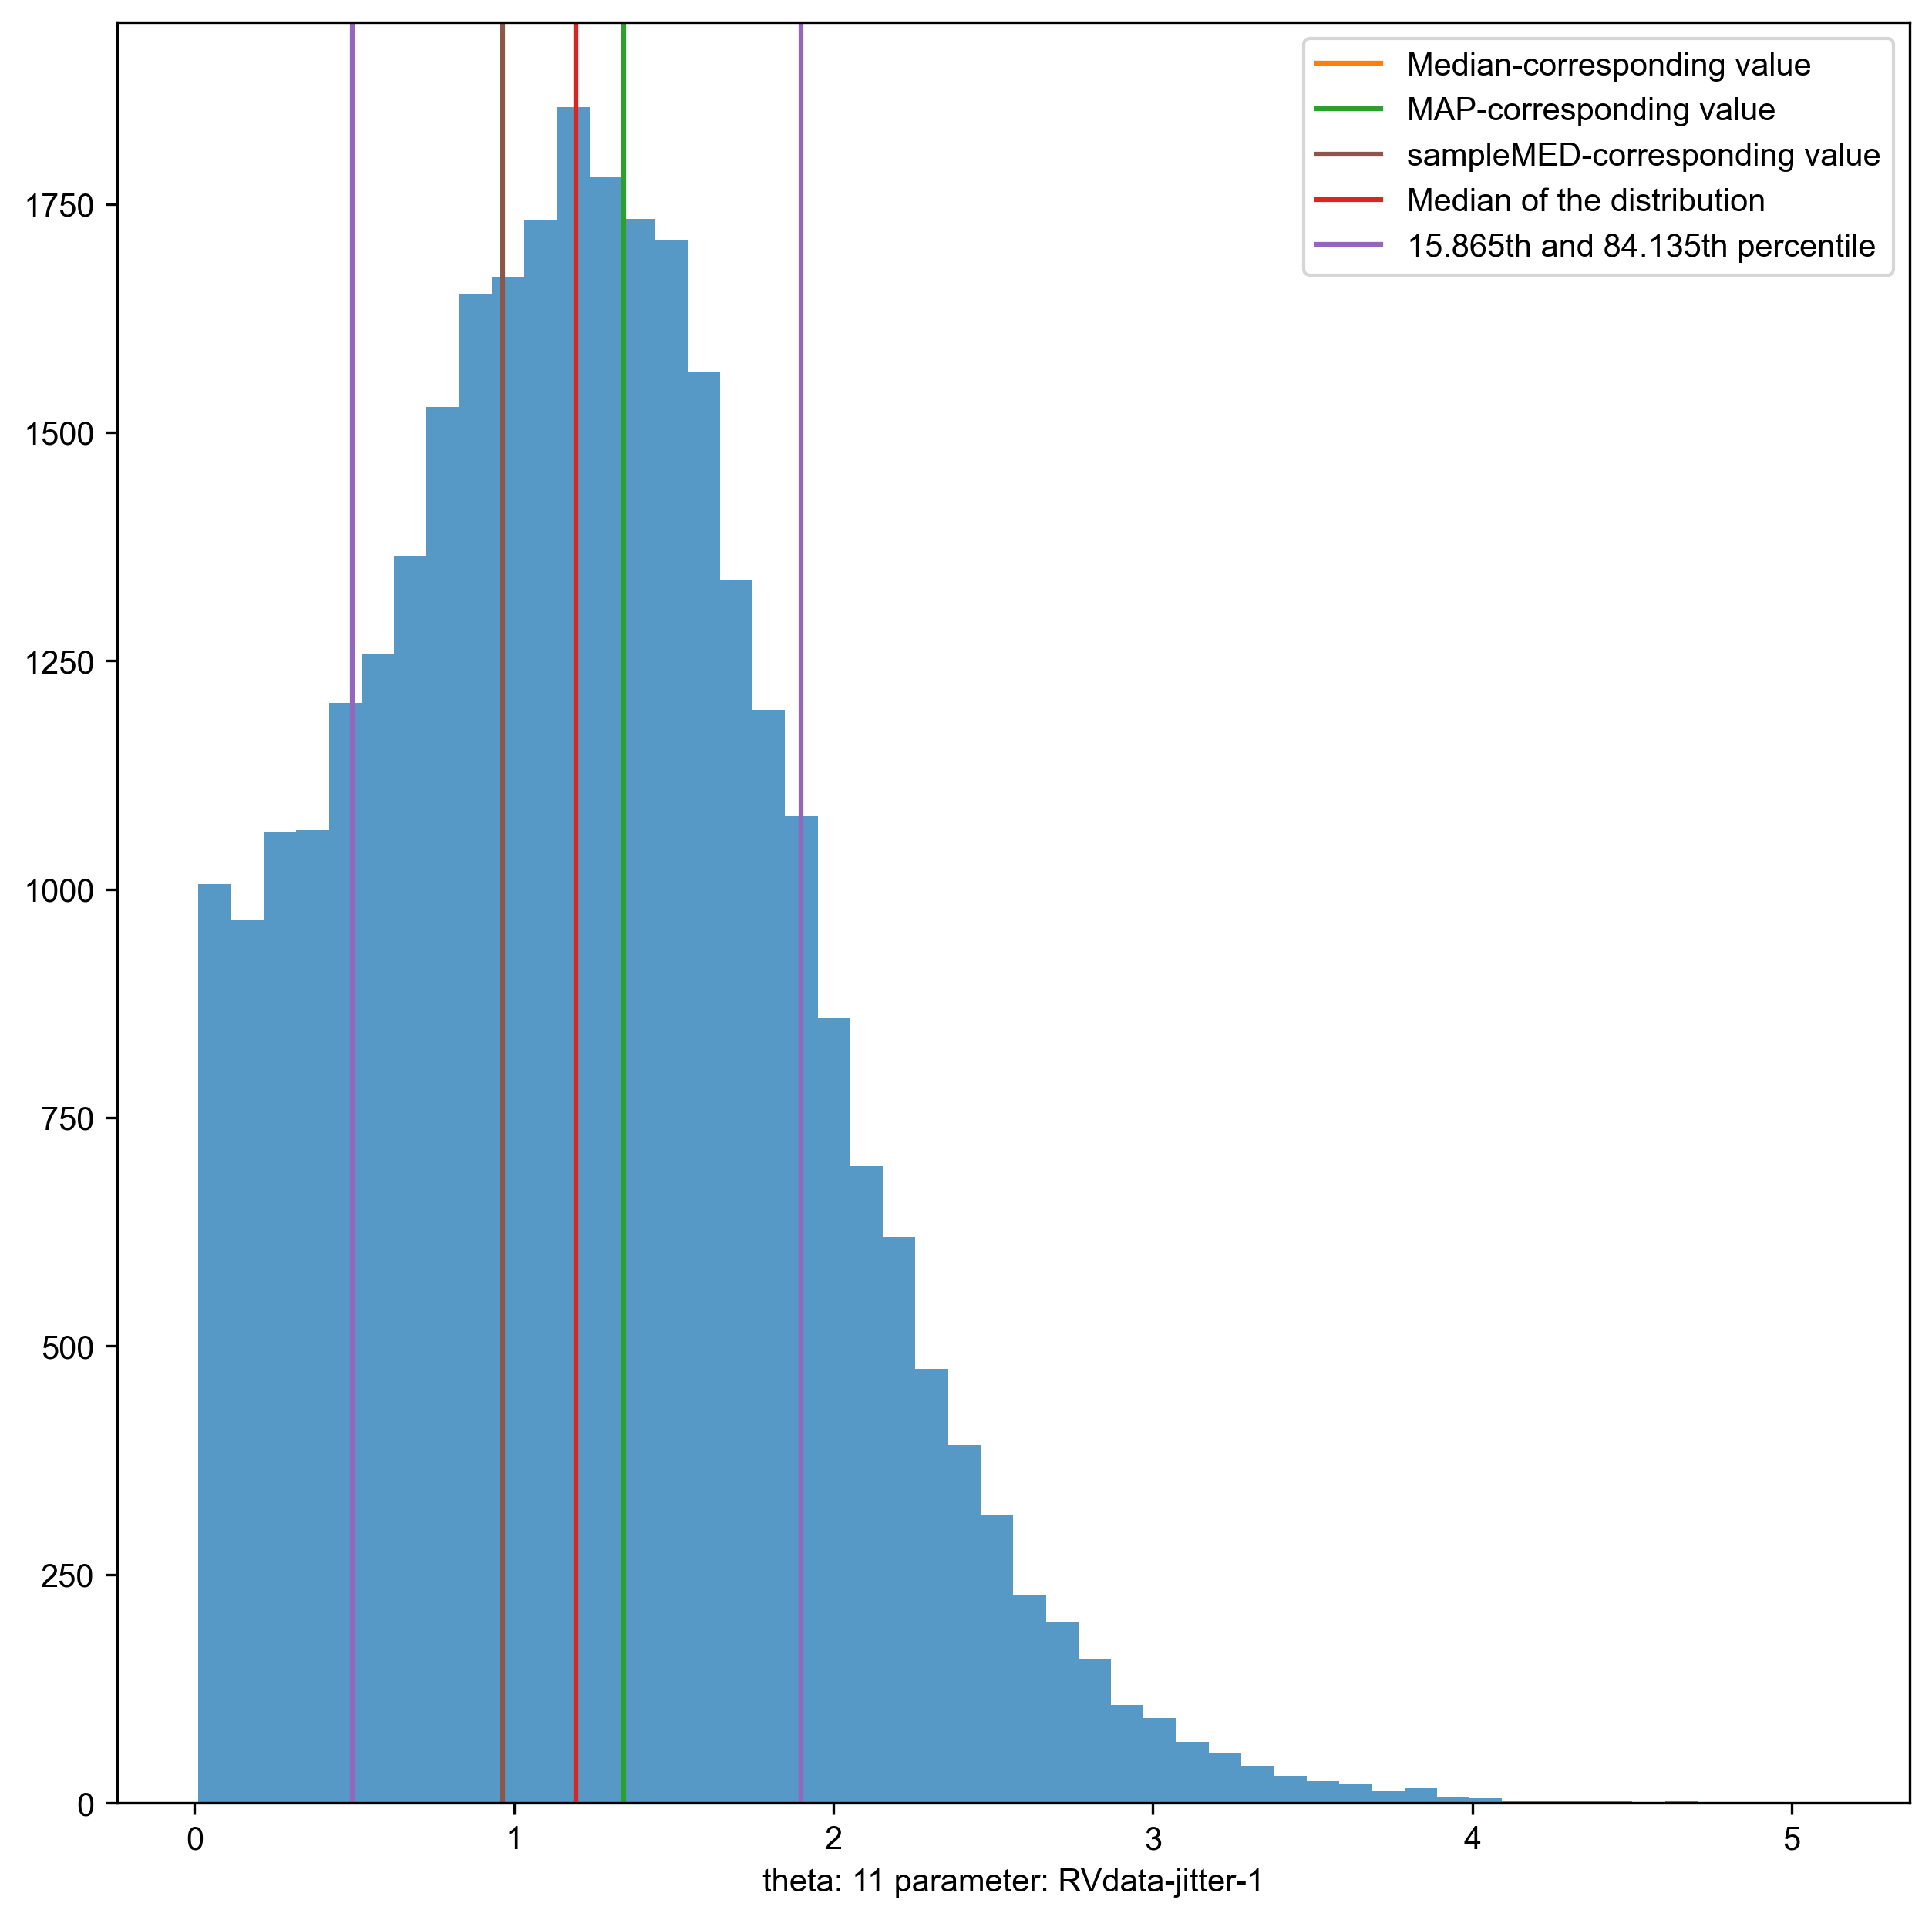 Median-corresponding value
MAP-corresponding value
sampleMED-corresponding value
Median of the distribution
15.865th and 84.135th percentile
1750
1500
1250
1000
750
500
250
0
0 1 2 3 4 5
theta: 11 parameter: RVdata-jitter-1